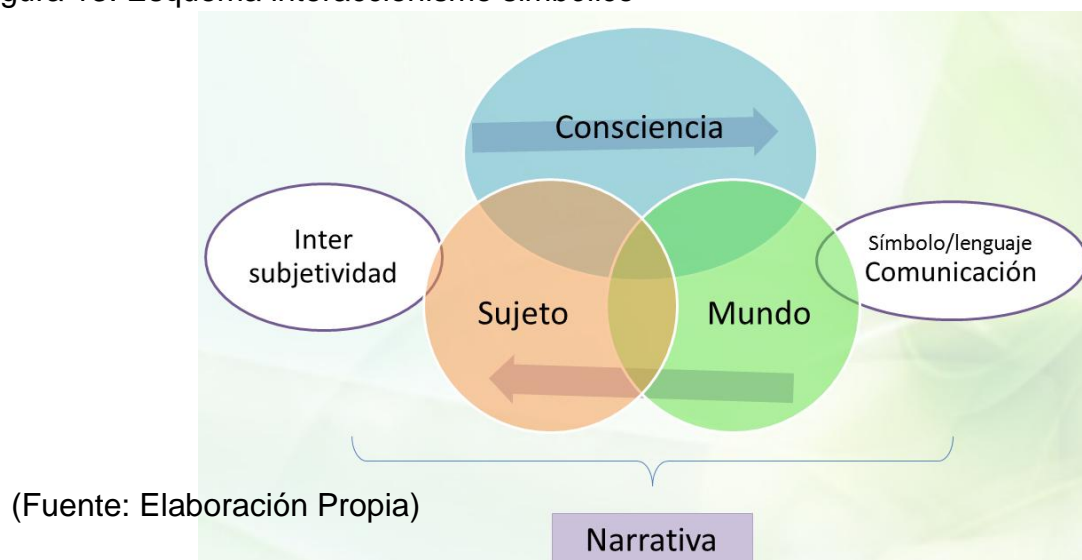 Consciencia
Inter
subjetividad
Símbolo/lenguaje
Comunicación
Sujeto
Mundo
(Fuente: Elaboración Propia)
Narrativa